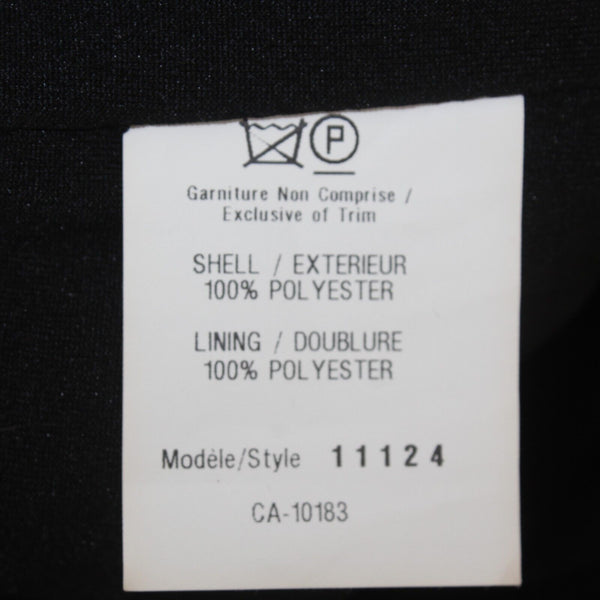 P
Garniture Non Comprise /
Exclusive of Trim
SHELL / EXTERIEUR
100% POLYESTER
LINING / DOUBLURE
100% POLYESTER
Modèle/Style 11124
CA-10183